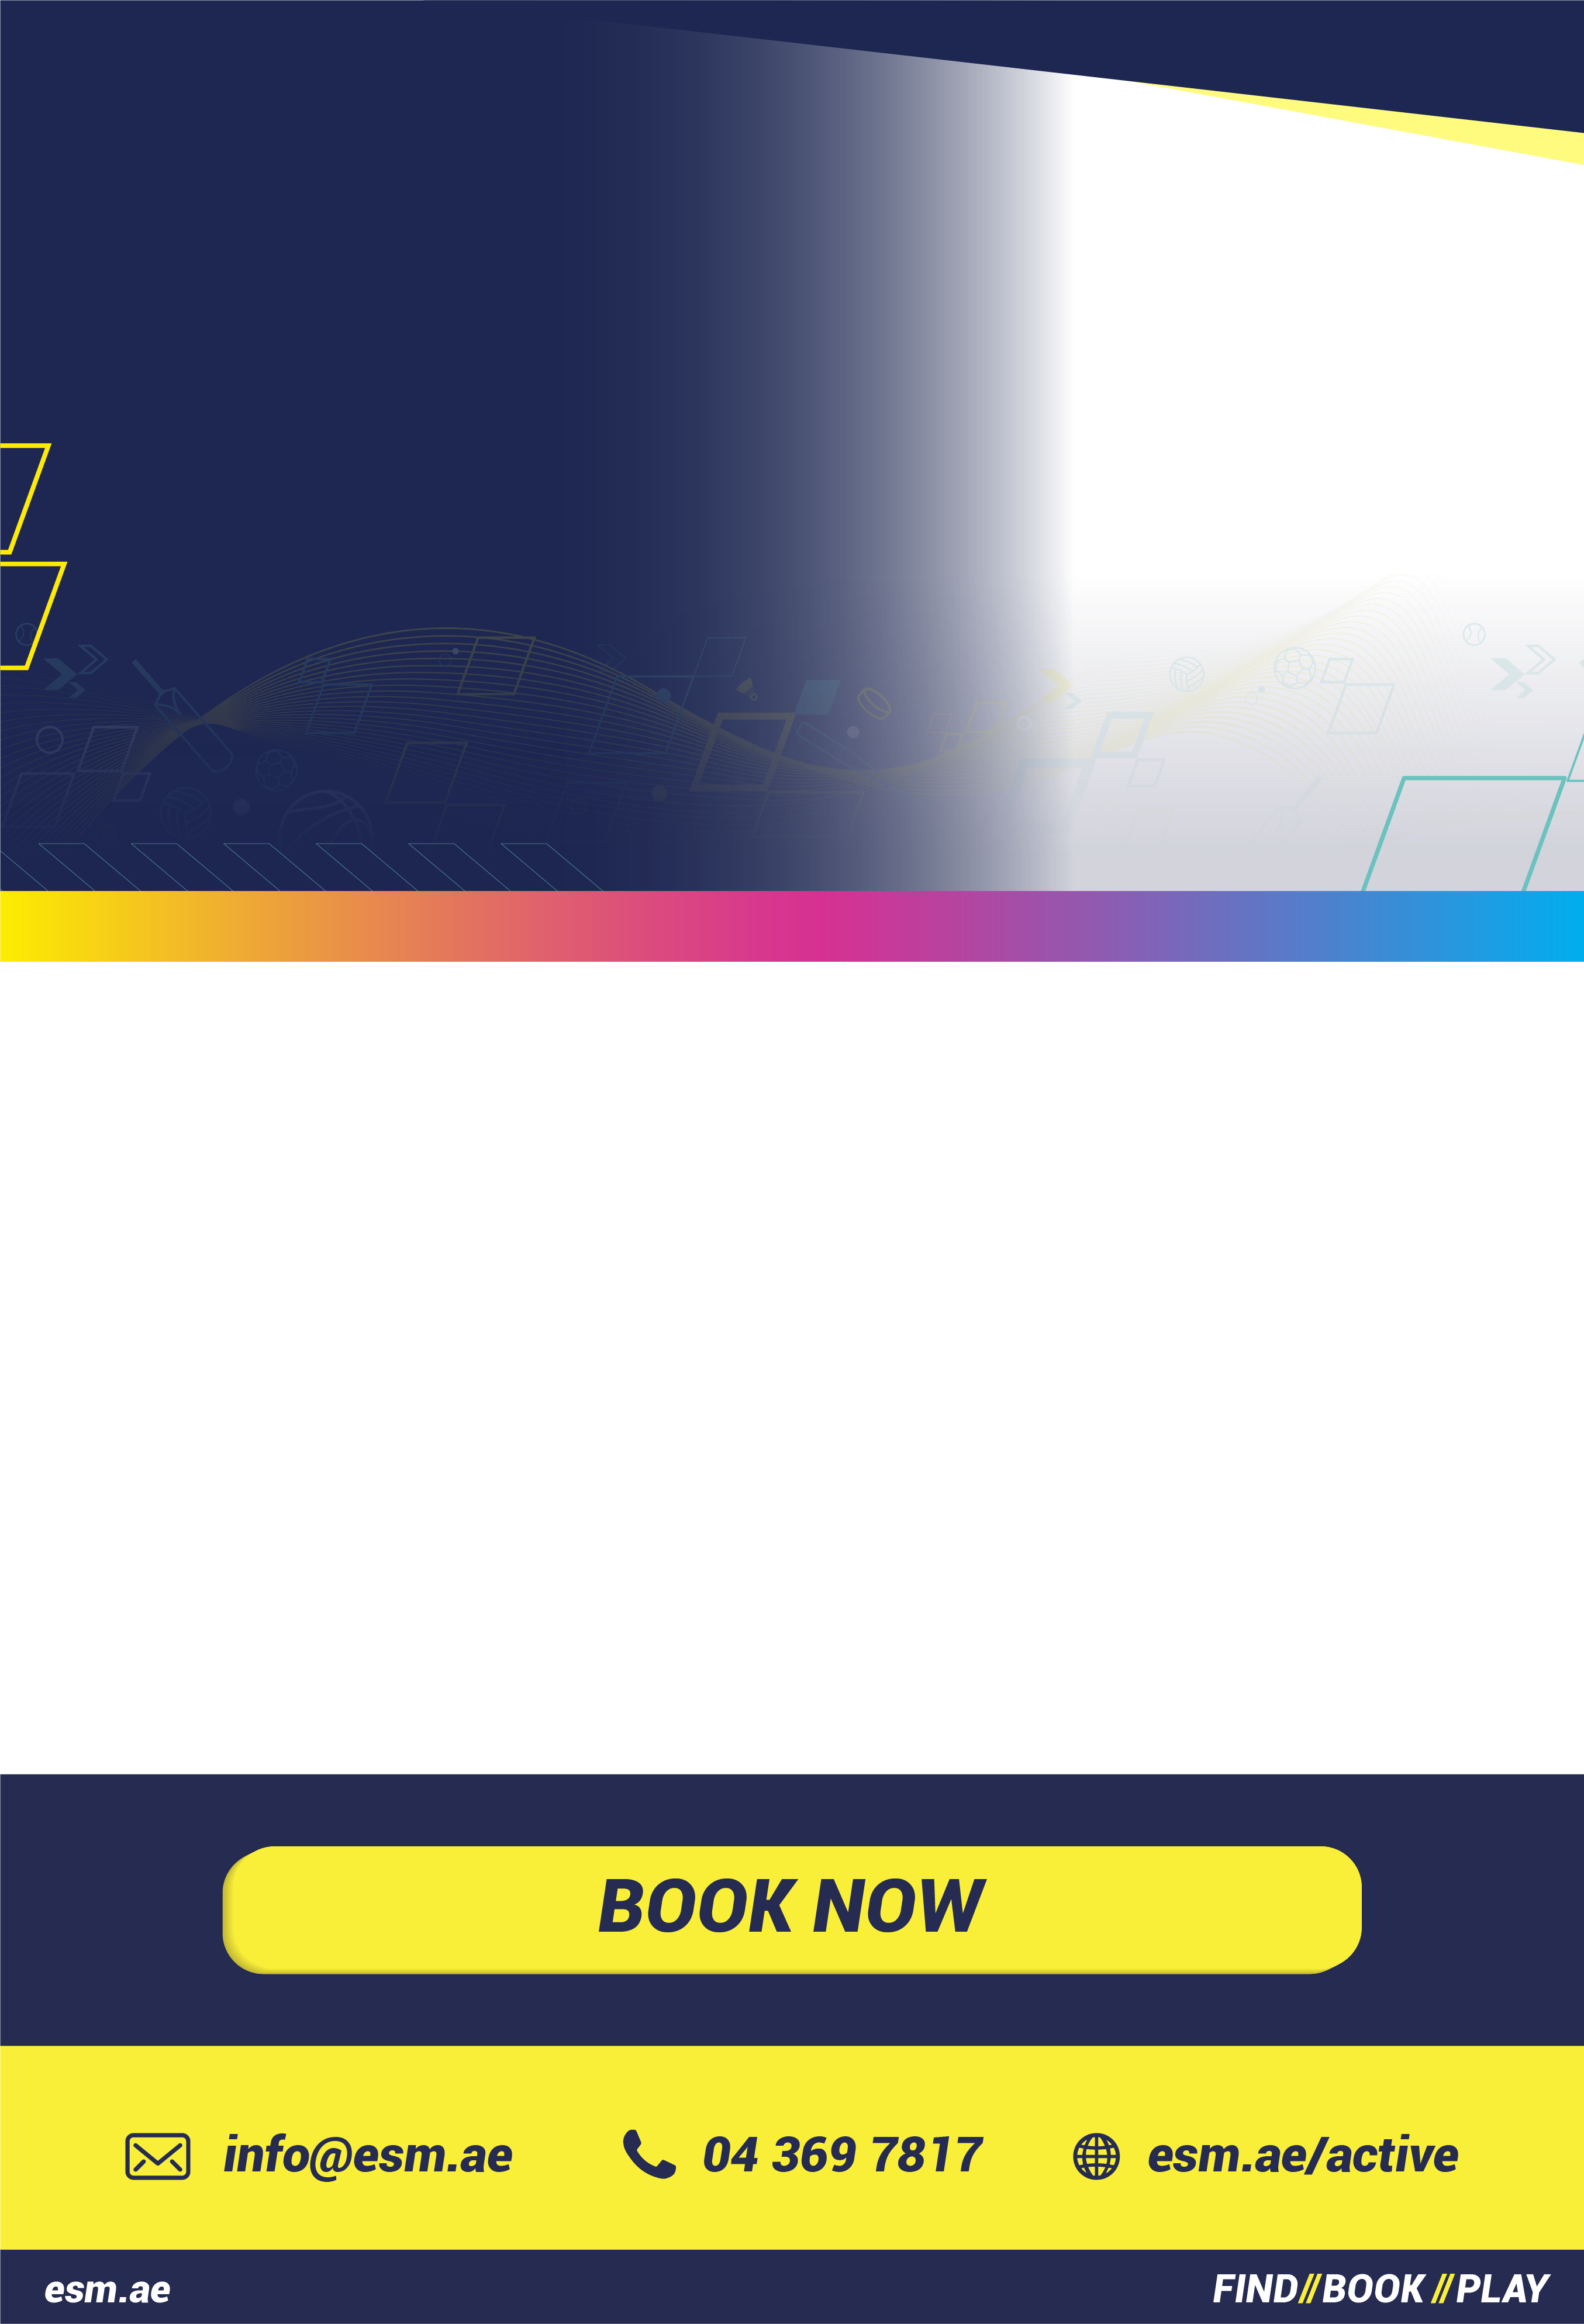 BOOK NOW
info@esm.ae
04 369 7817
esm.ae/active
esm.ae
FIND//BOOK//PLAY